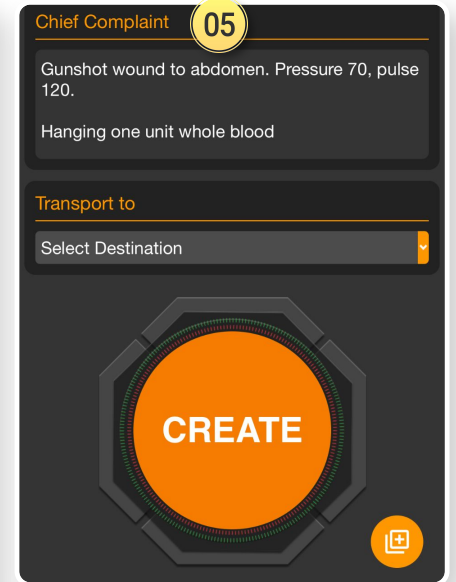 Chief Complaint
05
Gunshot wound to abdomen. Pressure 70, pulse
120.
Hanging one unit whole blood
Transport to
Select Destination
CREATE